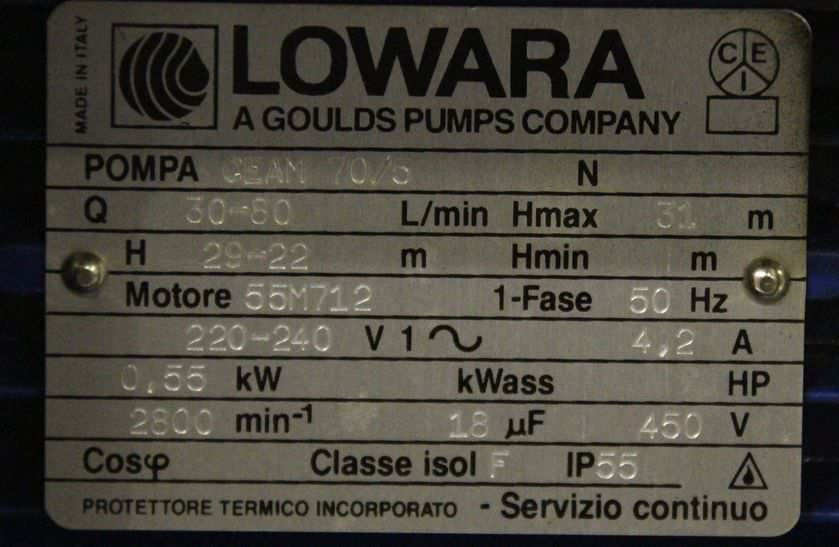 MADE IN ITALY
LOWARA
A GOULDS PUMPS COMPANY
C E I
POMPA CEAM 70/5 N
Q 30-80 L/min Hmax 31 m
H 29-22 m Hmin m
Motore 55M712 1-Fase 50 Hz
220-240 V 1 ~ 4,2 A
0,55 kW kWass HP
2800 min-1 18 µF 450 V
Cosφ Classe isol F IP55
PROTETTORE TERMICO INCORPORATO - Servizio continuo